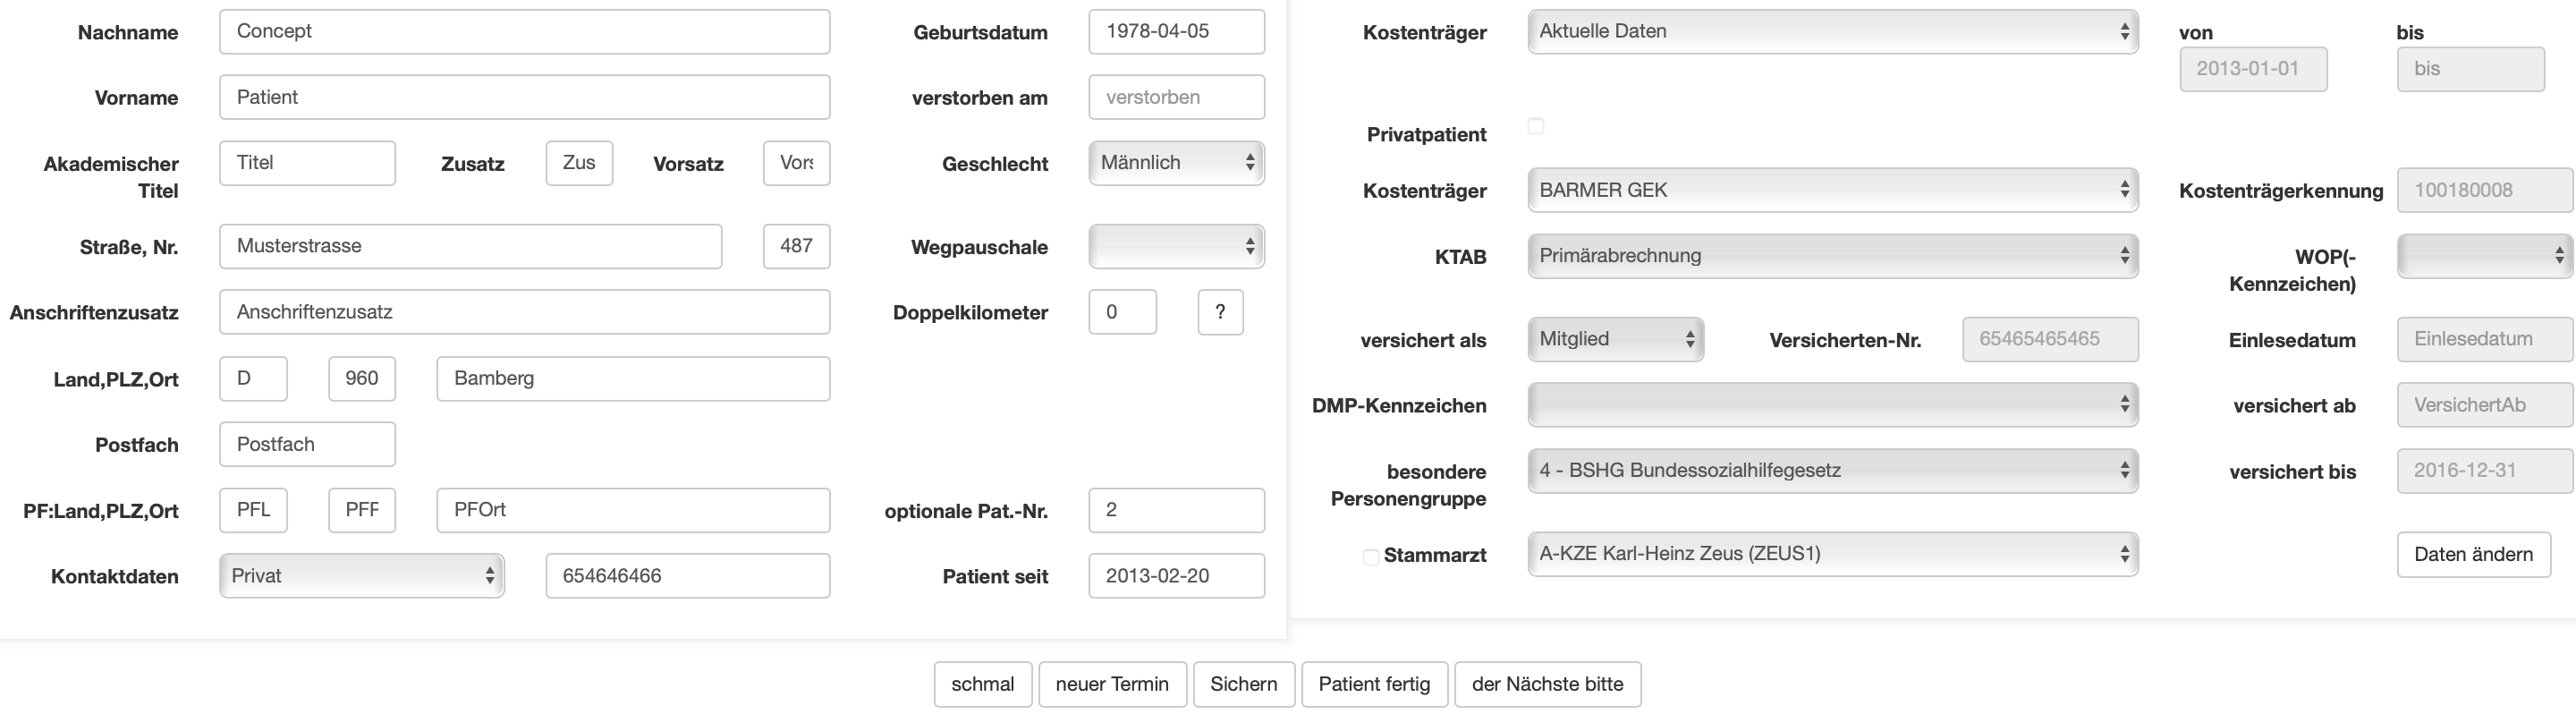 Nachname Concept Geburtsdatum 1978-04-05
Vorname Patient verstorben am verstorben
Akademischer Titel Titel Zusatz Zus Vorsatz Vors Geschlecht Männlich
Straße, Nr. Musterstrasse 487 Wegpauschale
Anschriftenzusatz Anschriftenzusatz Doppelkilometer 0 ?
Land,PLZ,Ort D 960 Bamberg
Postfach Postfach
PF:Land,PLZ,Ort PFL PFF PFOrt optionale Pat.-Nr. 2
Kontaktdaten Privat 654646466 Patient seit 2013-02-20
Kostenträger Aktuelle Daten von bis
2013-01-01 bis
Privatpatient
Kostenträger BARMER GEK Kostenträgerkennung 100180008
KTAB Primärabrechnung WOP(-
Kennzeichen)
versichert als Mitglied Versicherten-Nr. 65465465465 Einlesedatum Einlesedatum
DMP-Kennzeichen versichert ab VersichertAb
besondere Personengruppe 4 - BSHG Bundessozialhilfegesetz versichert bis 2016-12-31
Stammarzt A-KZE Karl-Heinz Zeus (ZEUS1) Daten ändern
schmal neuer Termin Sichern Patient fertig der Nächste bitte